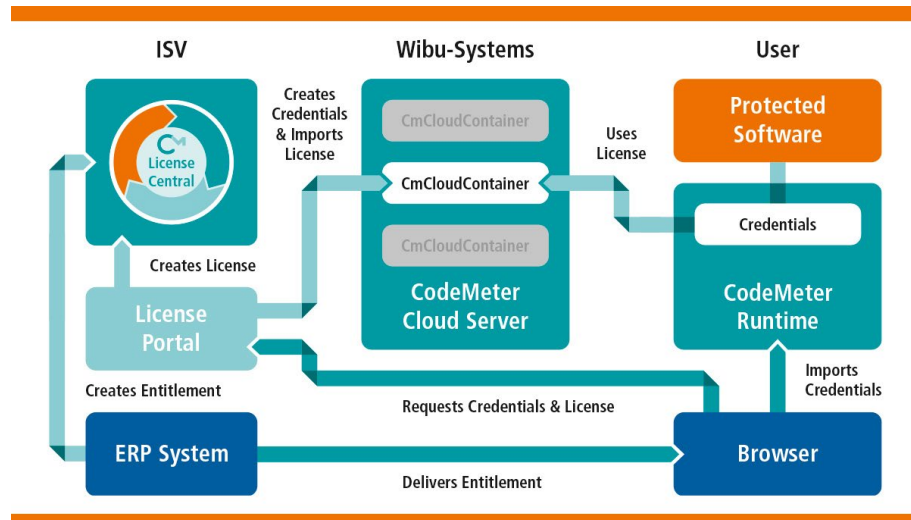 ISV
Wibu-Systems
User
License
Central
Creates
Credentials
& Imports
License
CmCloudContainer
CmCloudContainer
CmCloudContainer
CodeMeter
Cloud Server
Uses
License
Protected
Software
Credentials
CodeMeter
Runtime
Creates License
License
Portal
Creates Entitlement
Requests Credentials & License
Imports
Credentials
ERP System
Delivers Entitlement
Browser